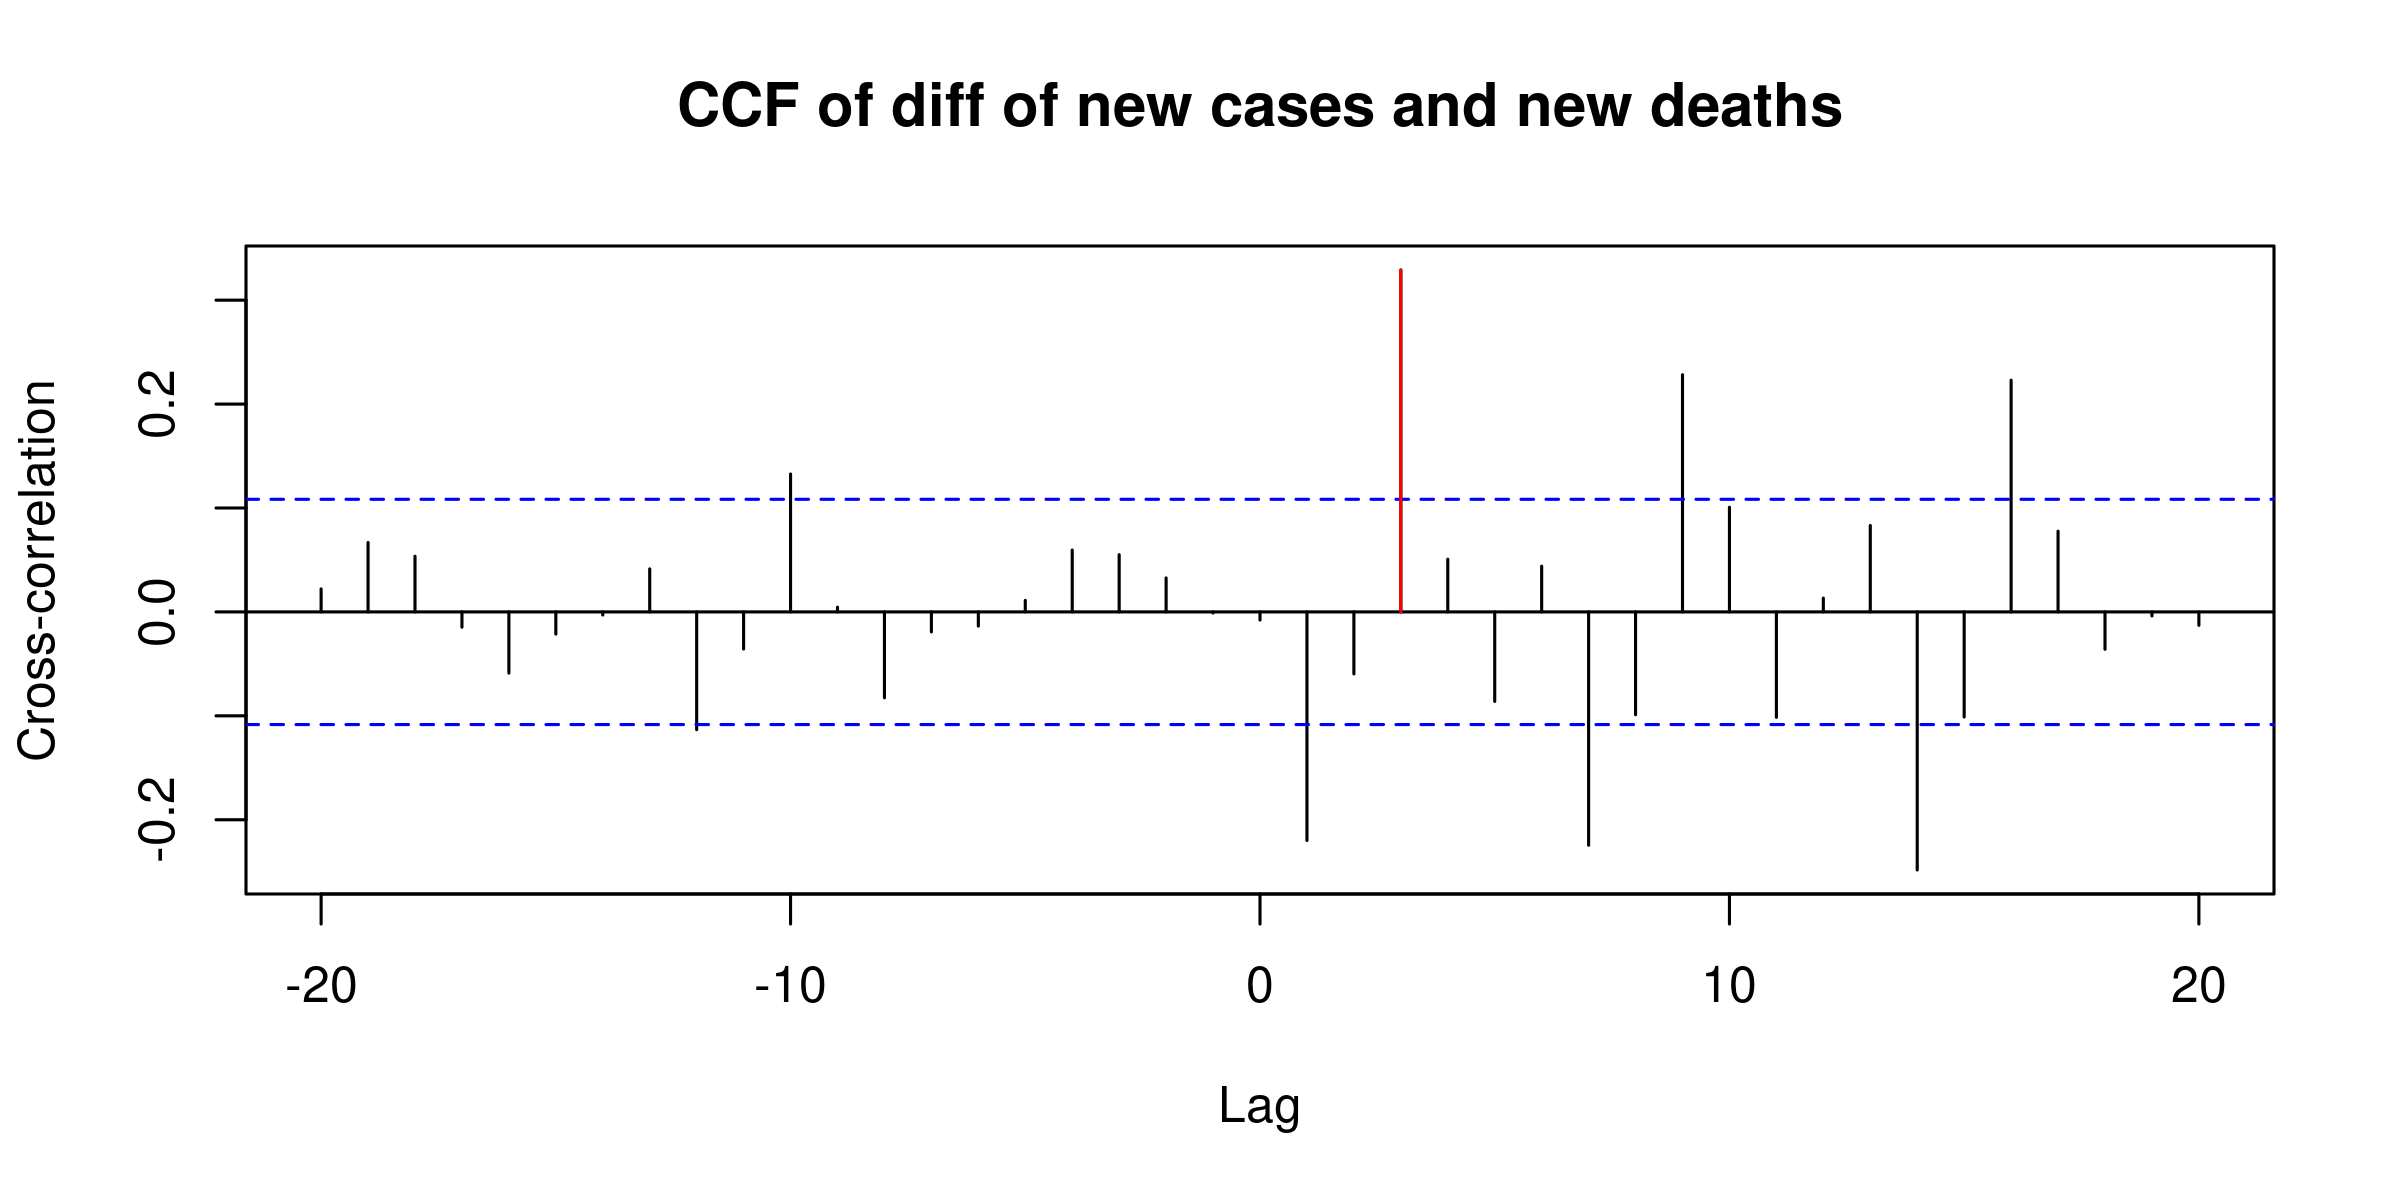 CCF of diff of new cases and new deaths
Cross-correlation
0.2
0.0
-0.2
-20 -10 0 10 20
Lag